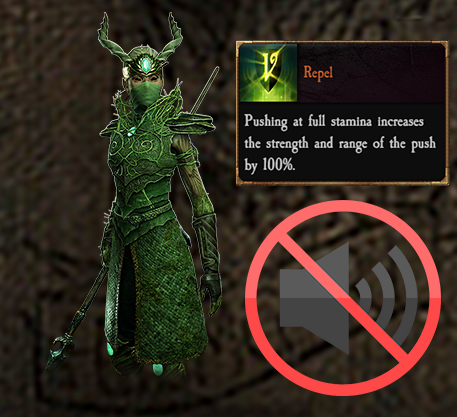 Repel
Pushing at full stamina increases
the strength and range of the push
by 100%.